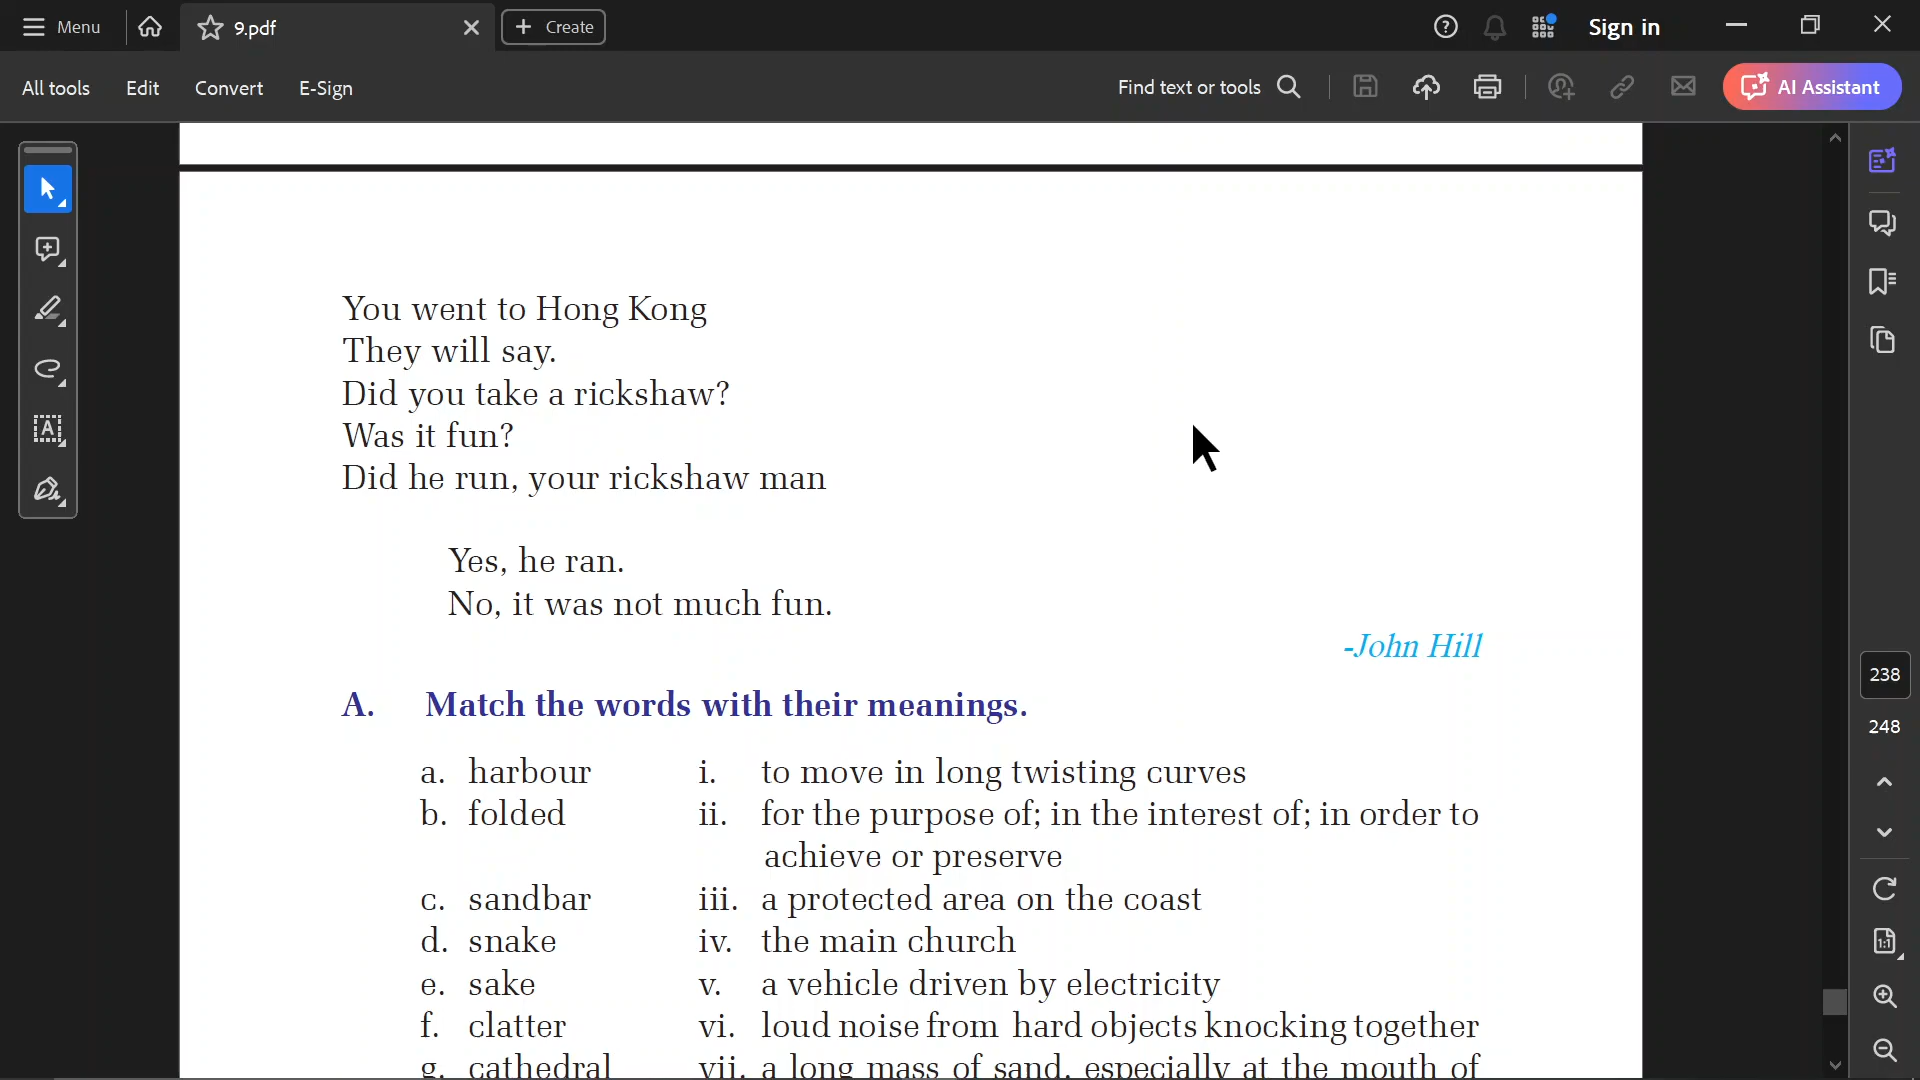 Menu
9.pdf
Create
Sign in
All tools
Edit
Convert
E-Sign
Find text or tools
AI Assistant
You went to Hong Kong
They will say.
Did you take a rickshaw?
Was it fun?
Did he run, your rickshaw man
Yes, he ran.
No, it was not much fun.
-John Hill
A. Match the words with their meanings.
a. harbour i. to move in long twisting curves
b. folded ii. for the purpose of; in the interest of; in order to
achieve or preserve
c. sandbar iii. a protected area on the coast
d. snake iv. the main church
e. sake v. a vehicle driven by electricity
f. clatter vi. loud noise from hard objects knocking together
g. cathedral vii. a long mass of sand, especially at the mouth of
238
248